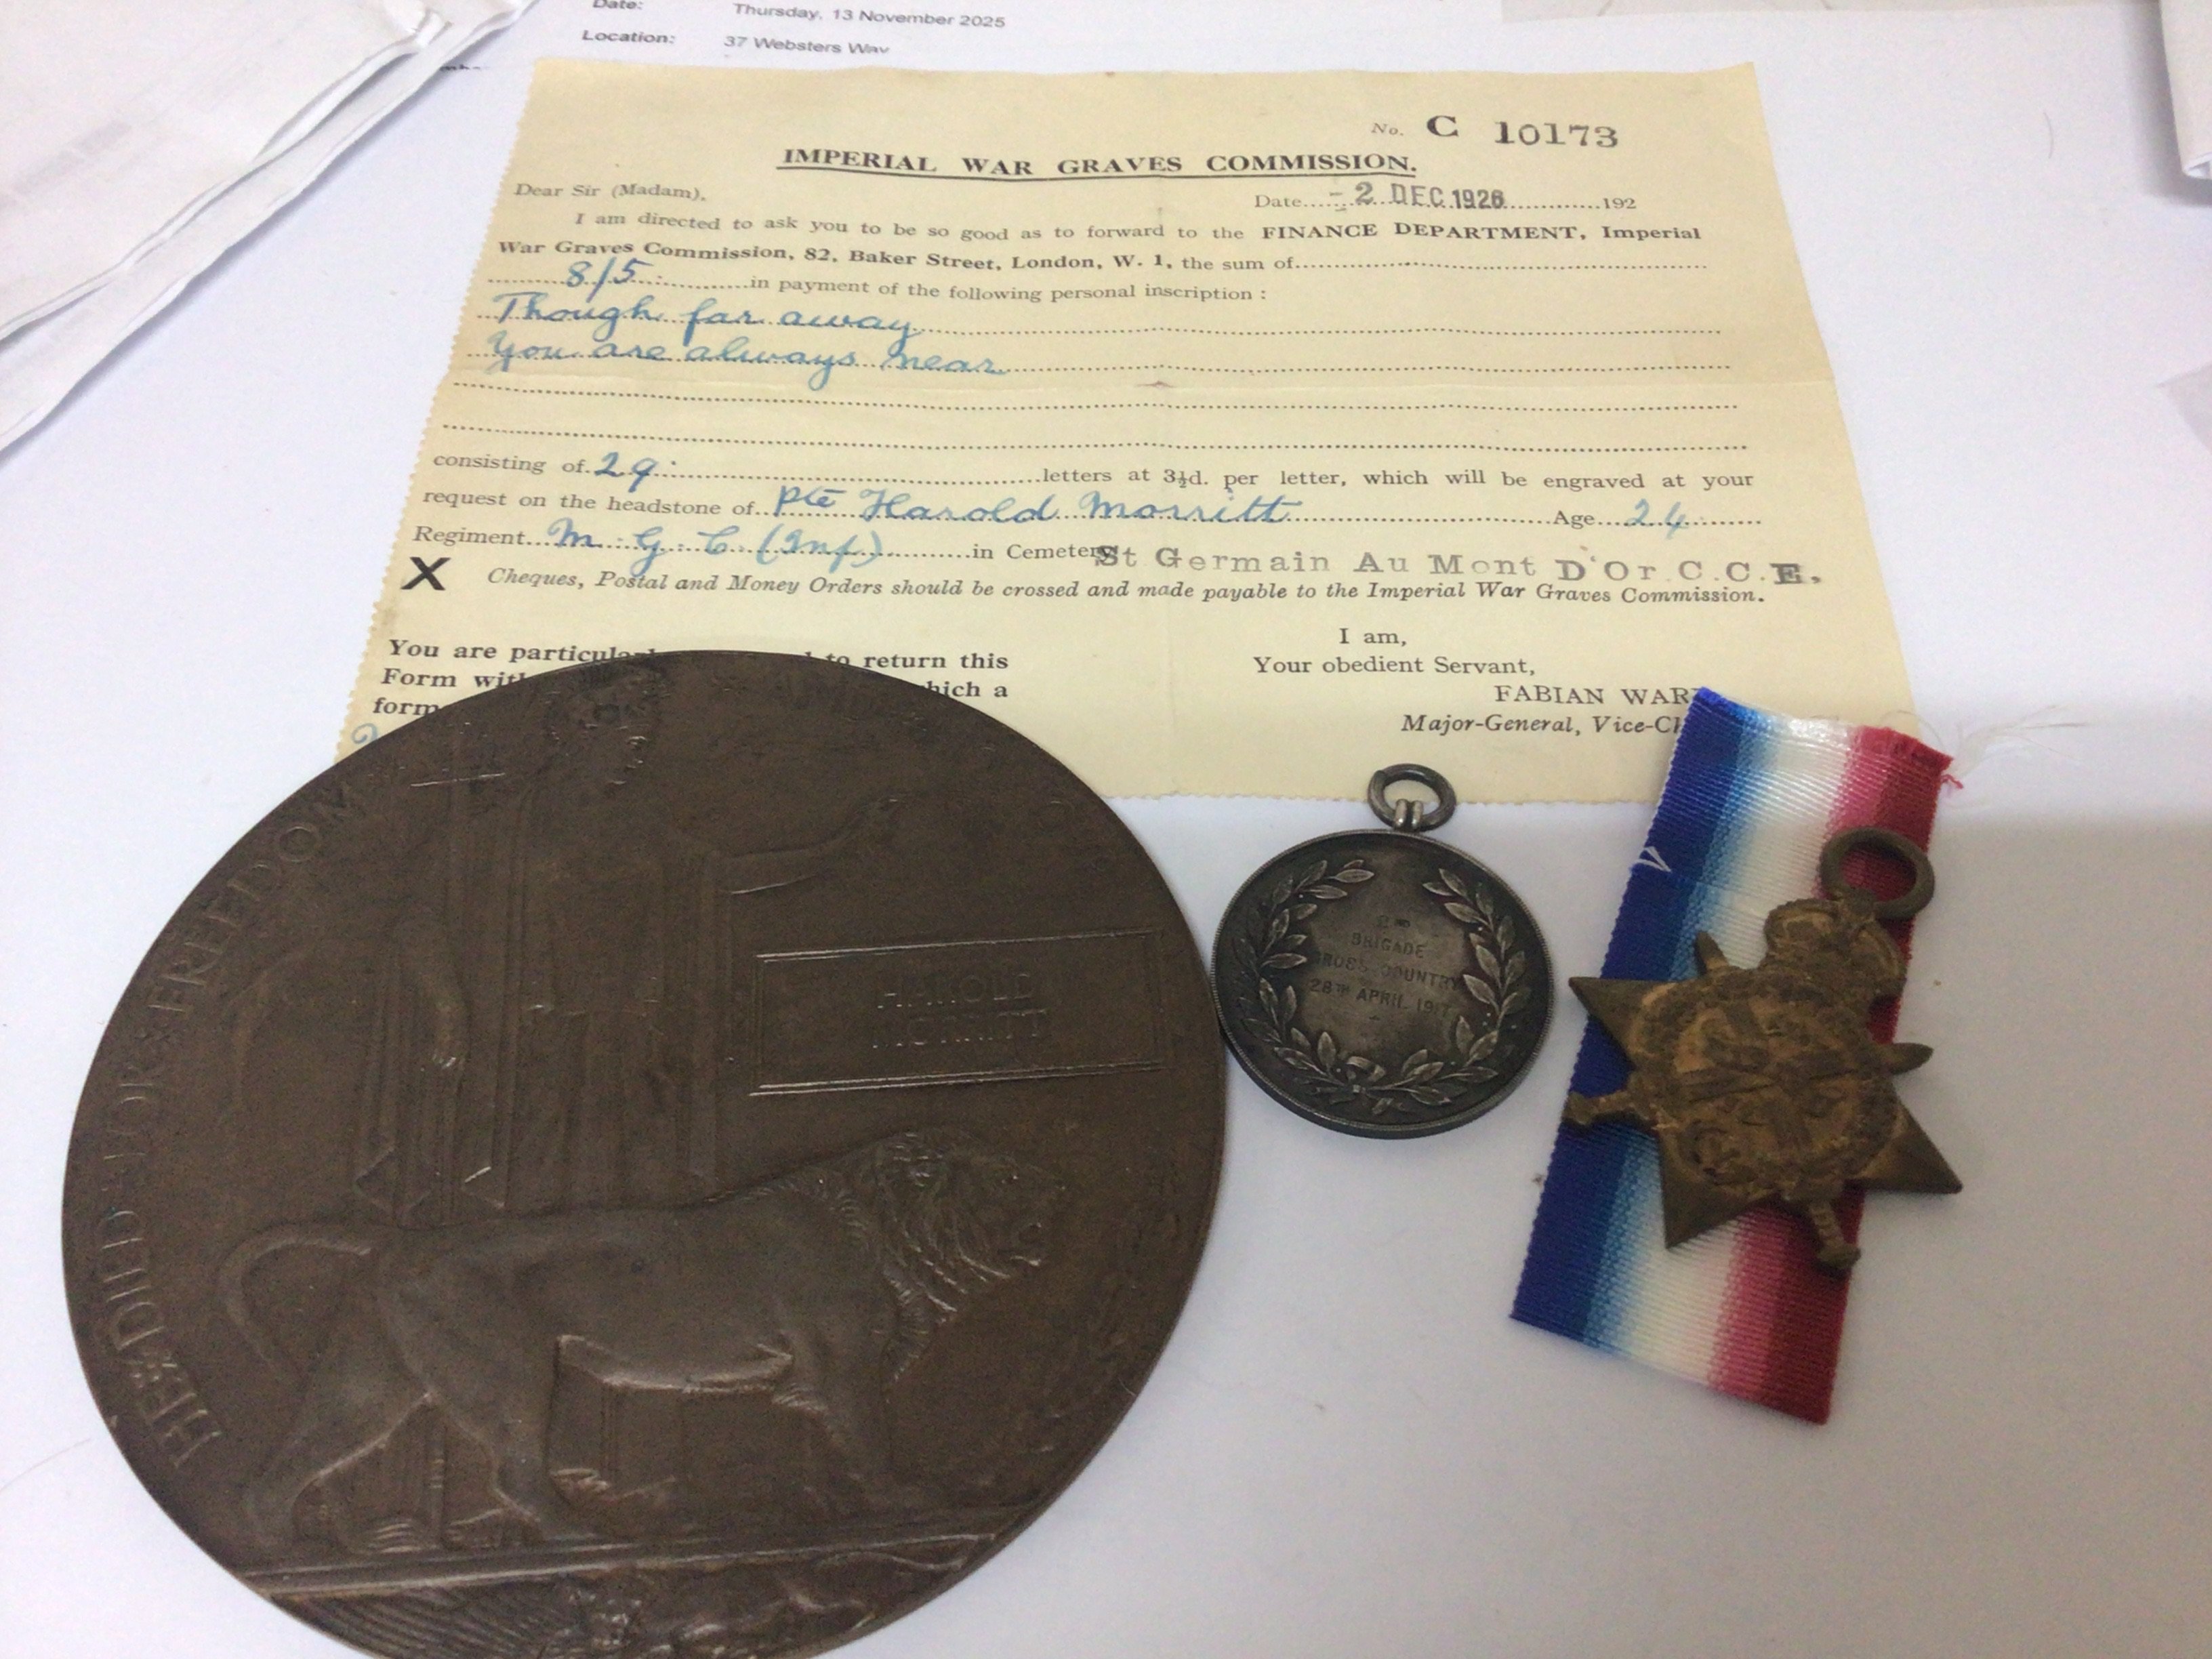 Date: Thursday, 13 November 2025
Location: 37 Websters Way
No. C 10173
IMPERIAL WAR GRAVES COMMISSION.
Dear Sir (Madam),
Date - 2 DEC 1926 192
I am directed to ask you to be so good as to forward to the FINANCE DEPARTMENT, Imperial
War Graves Commission, 82, Baker Street, London, W. 1, the sum of
8/5 in payment of the following personal inscription :
Though far away
You are always near
consisting of 29 letters at 3½d. per letter, which will be engraved at your
request on the headstone of Pte Harold Morritt Age 24
Regiment M. G. C. (Inf) in Cemetery St Germain Au Mont D'Or C.C.E.
X Cheques, Postal and Money Orders should be crossed and made payable to the Imperial War Graves Commission.
I am,
You are to return this
Your obedient Servant,
Form which a
FABIAN
form
Major-General,
HE DIED FOR FREEDOM
HAROLD
MORRITT
2ND
BRIGADE
CROSS COUNTRY
28TH APRIL 1917